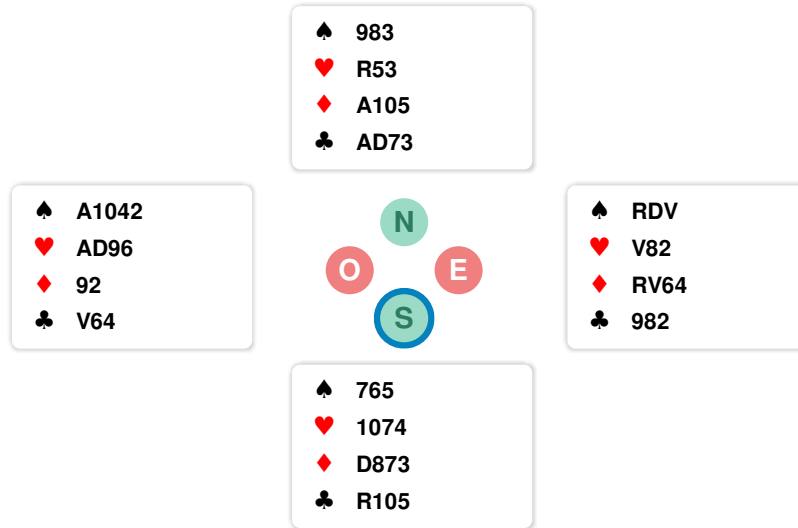 ♠ 983
♥ R53
♦ A105
♣ AD73
♠ A1042
♥ AD96
♦ 92
♣ V64
N
O
E
S
♠ RDV
♥ V82
♦ RV64
♣ 982
♠ 765
♥ 1074
♦ D873
♣ R105